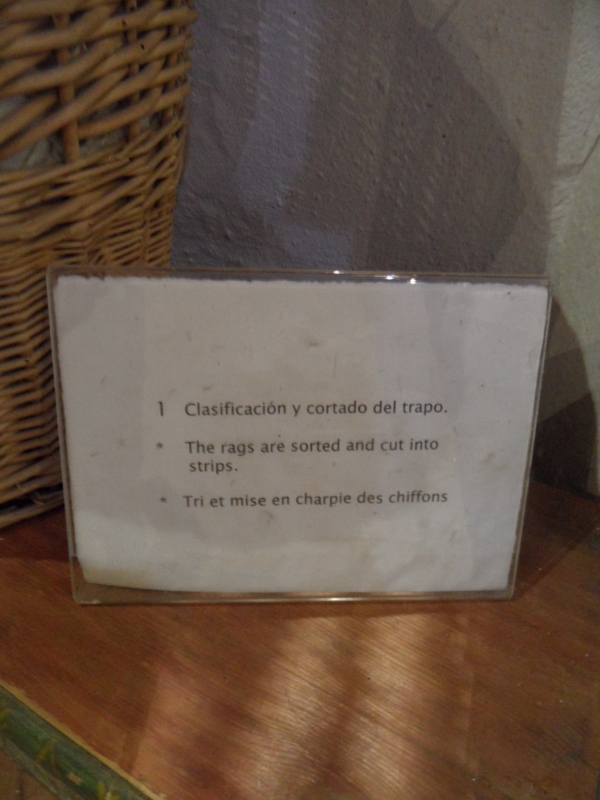 1 Clasificación y cortado del trapo.
* The rags are sorted and cut into
strips.
* Tri et mise en charpie des chiffons